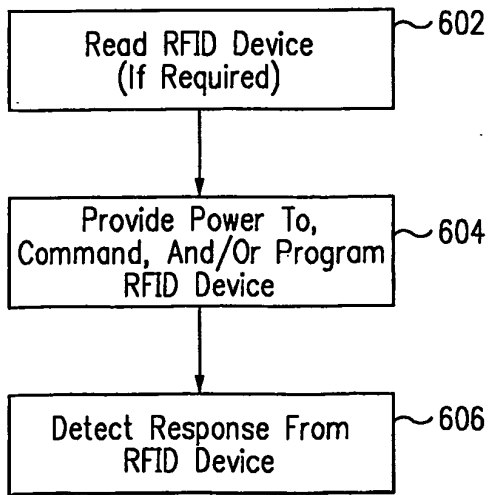 Read RFID Device
(If Required)
602
Provide Power To,
Command, And/Or Program
RFID Device
604
Detect Response From
RFID Device
606